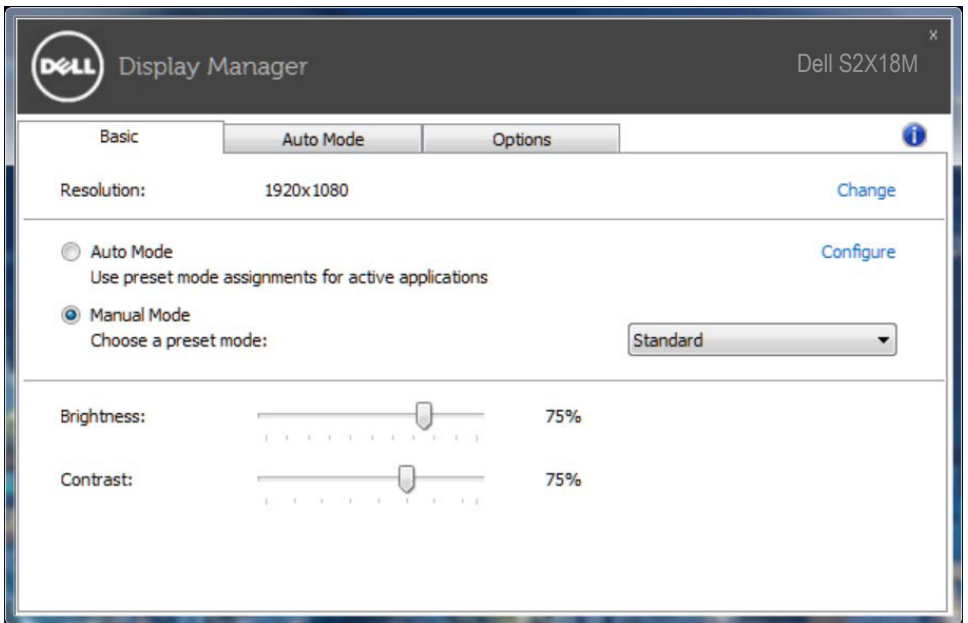 DELL Display Manager Dell S2X18M x
Basic Auto Mode Options i
Resolution: 1920x1080 Change
Auto Mode Configure
Use preset mode assignments for active applications
Manual Mode
Choose a preset mode: Standard
Brightness: 75%
Contrast: 75%